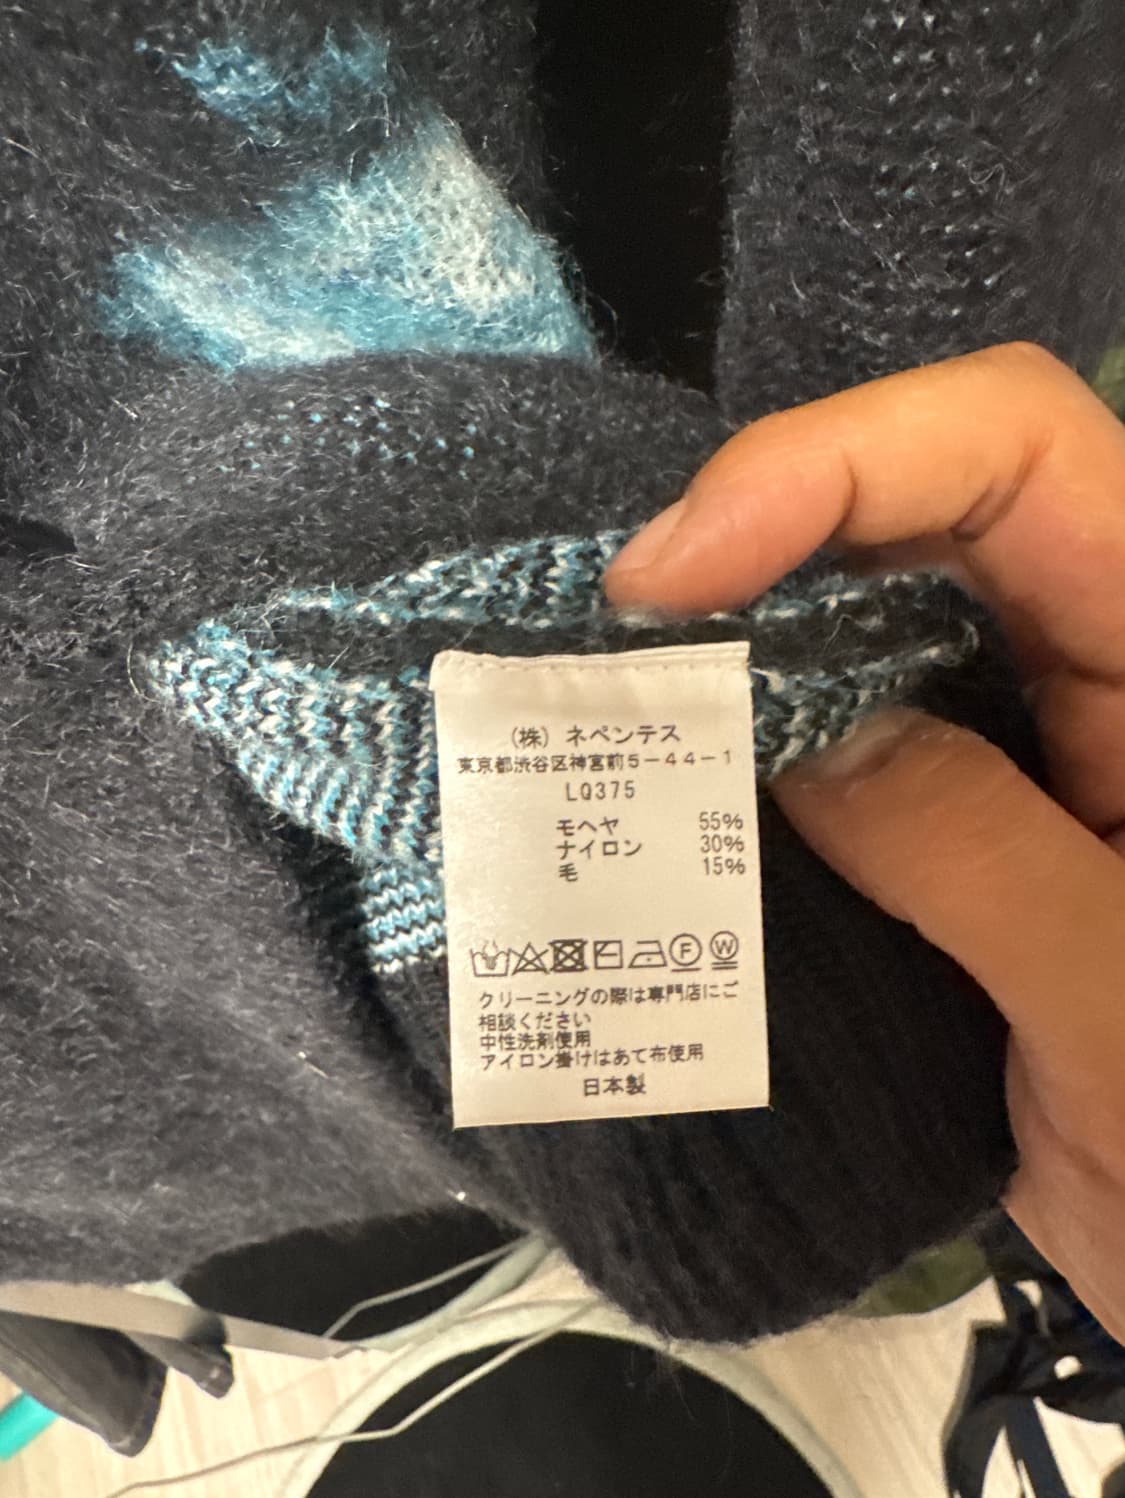 (株) ネペンテス
東京都渋谷区神宮前5-44-1
LQ375
モヘヤ 55%
ナイロン 30%
毛 15%
F W
クリーニングの際は専門店にご
相談ください
中性洗剤使用
アイロン掛けはあて布使用
日本製